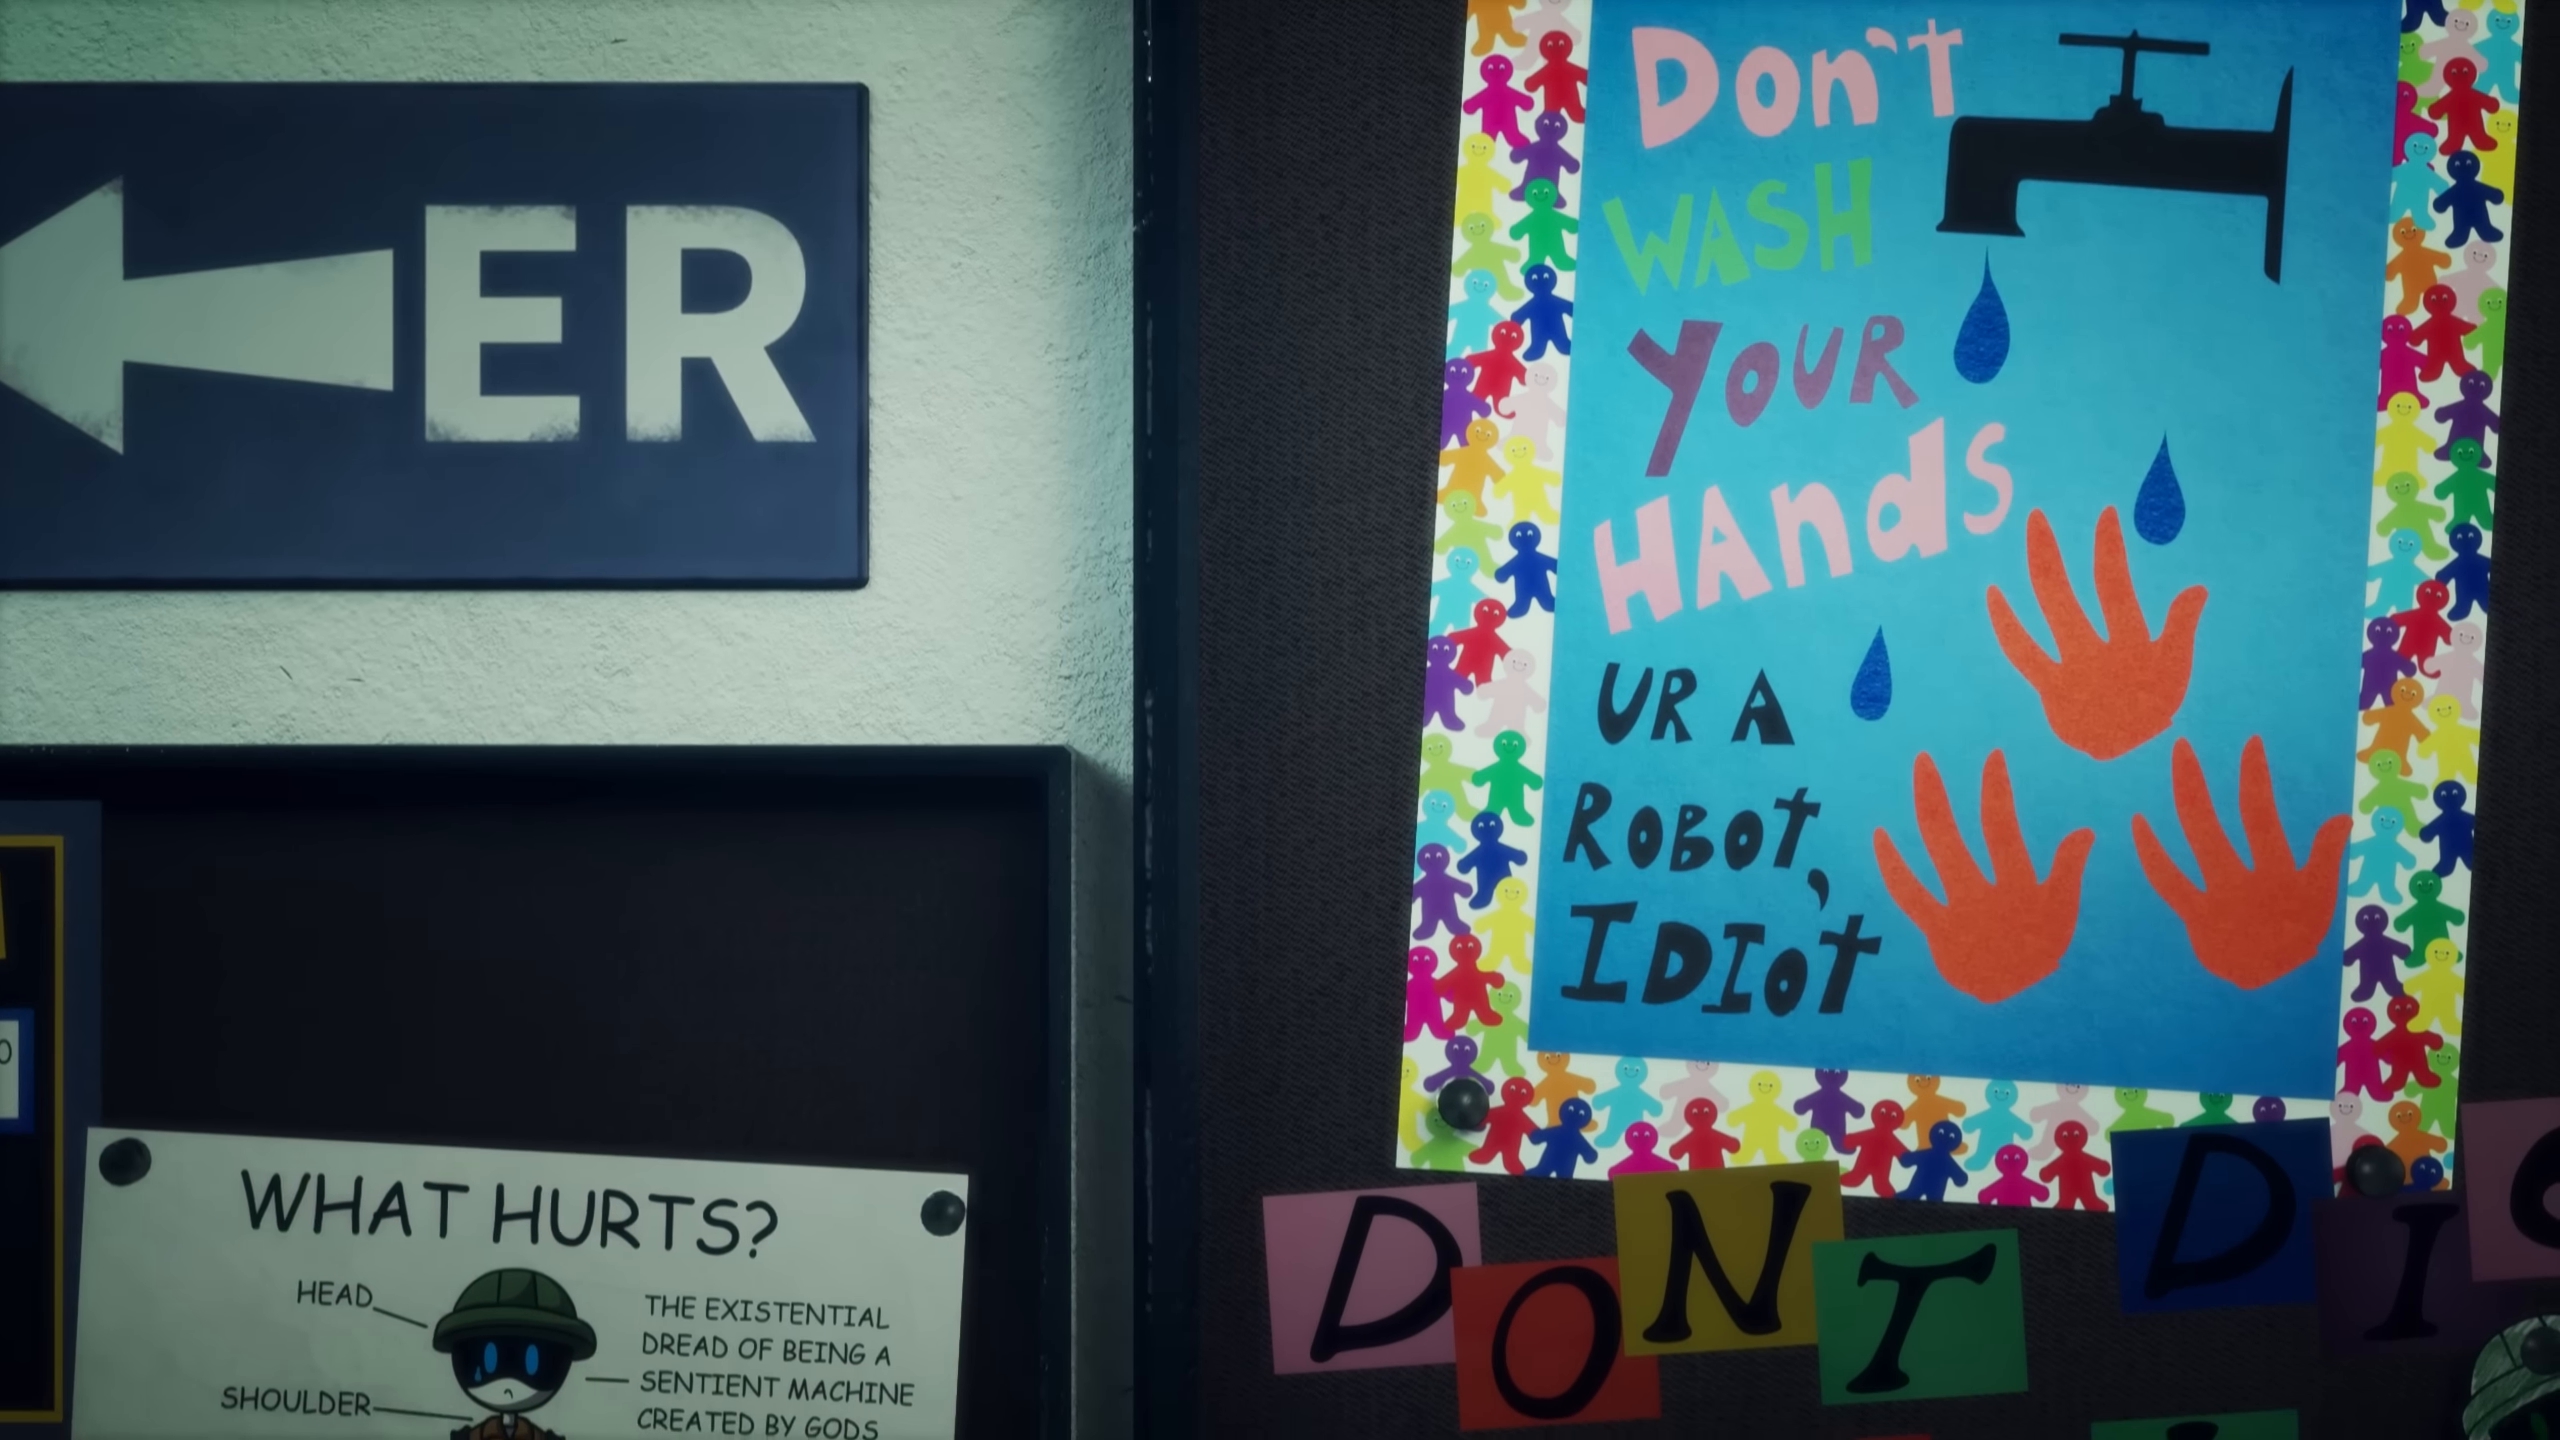 ER
Don't
WASH
YOUR
HAnds
UR A
ROBOT,
IDIOT
WHAT HURTS?
HEAD
SHOULDER
THE EXISTENTIAL
DREAD OF BEING A
SENTIENT MACHINE
CREATED BY GODS
DONT DI